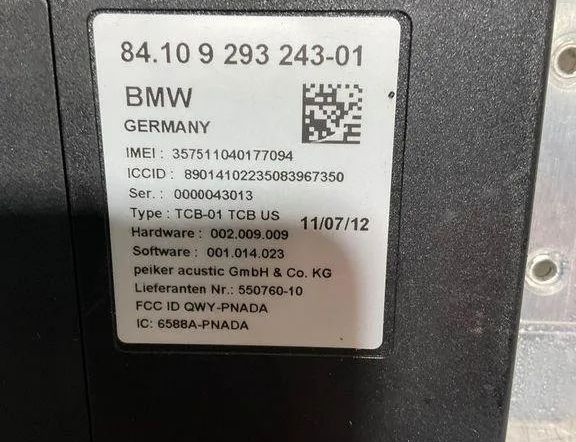 84.10 9 293 243-01
BMW
GERMANY
IMEI : 357511040177094
ICCID : 89014102235083967350
Ser. : 0000043013
Type : TCB-01 TCB US 11/07/12
Hardware : 002.009.009
Software : 001.014.023
peiker acustic GmbH & Co. KG
Lieferanten Nr.: 550760-10
FCC ID QWY-PNADA
IC: 6588A-PNADA